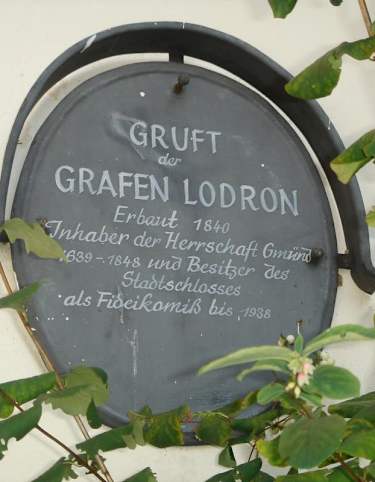 GRUFT
der
GRAFEN LODRON
Erbaut 1840
Inhaber der Herrschaft Gmünd
1639-1848 und Besitzer des
Stadtschlosses
als Fideikomiß bis 1938